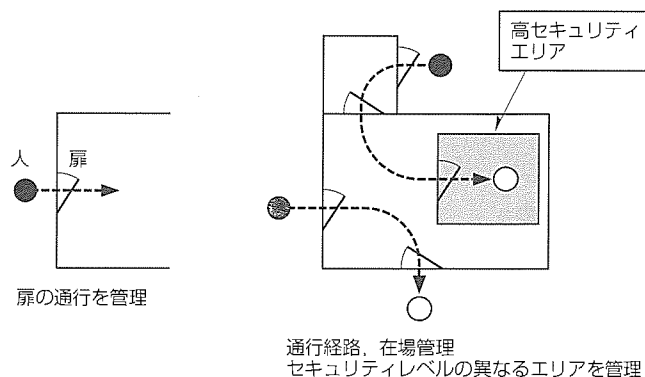 高セキュリティ
エリア
人 扉
扉の通行を管理
通行経路，在場管理
セキュリティレベルの異なるエリアを管理